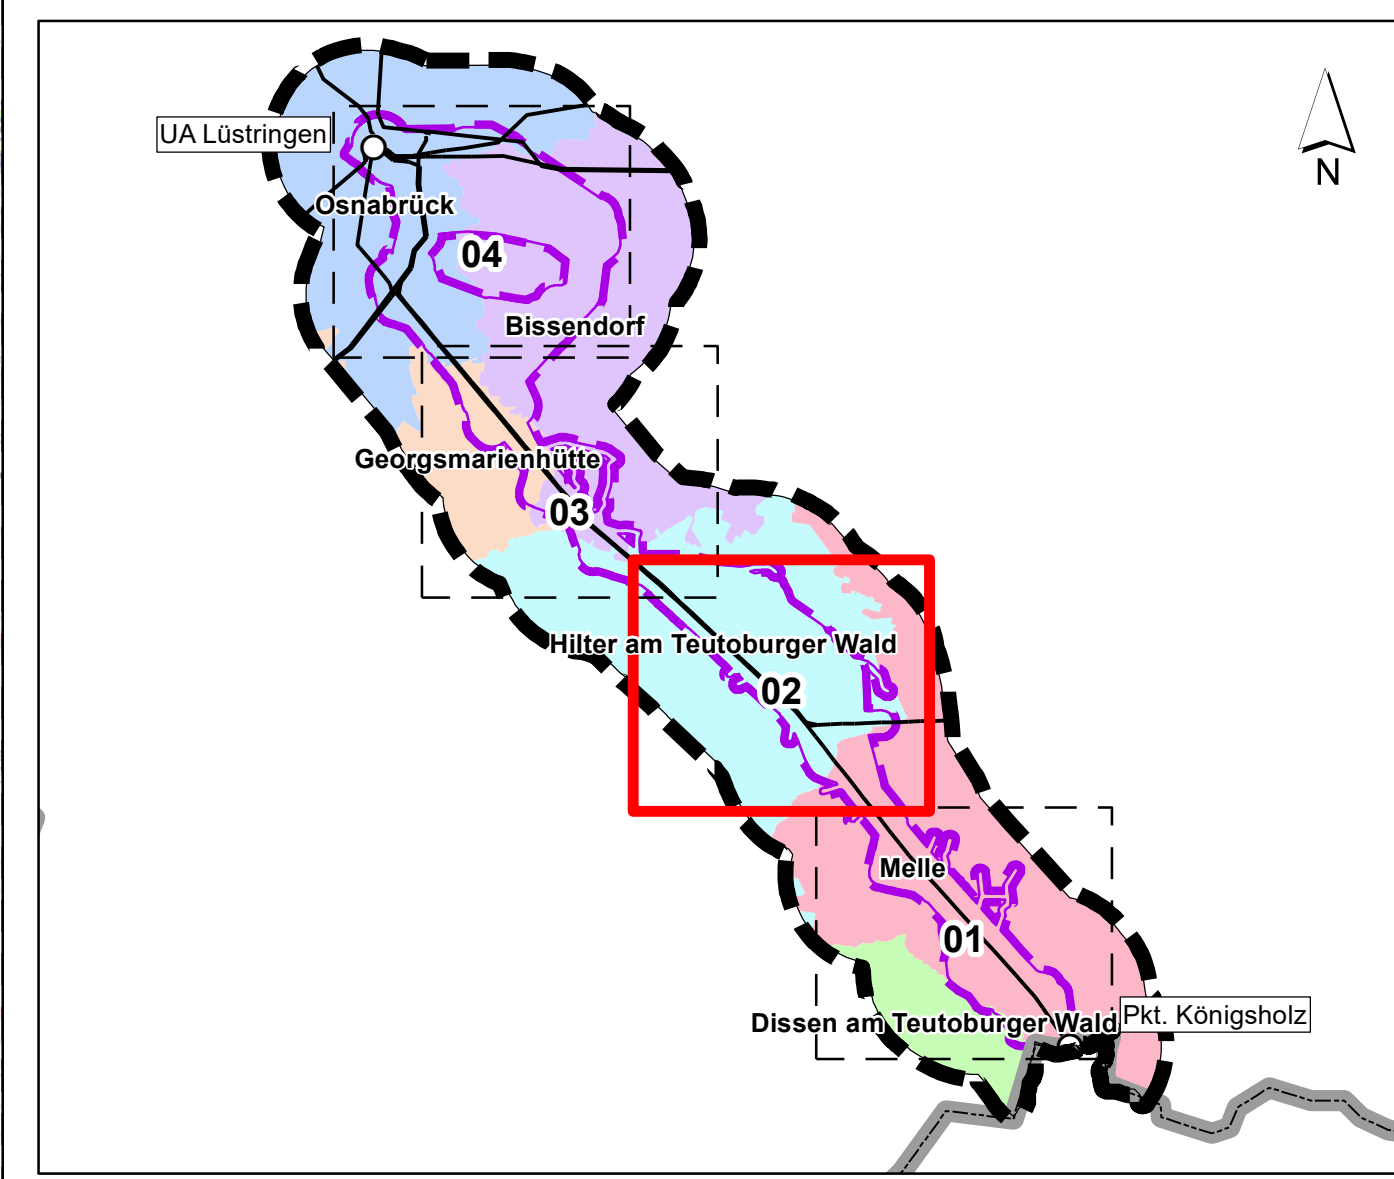 UA Lüstringen
N
Osnabrück
04
Bissendorf
Georgsmarienhütte
03
Hilter am Teutoburger Wald
02
Melle
01
Pkt. Königsholz
Dissen am Teutoburger Wald